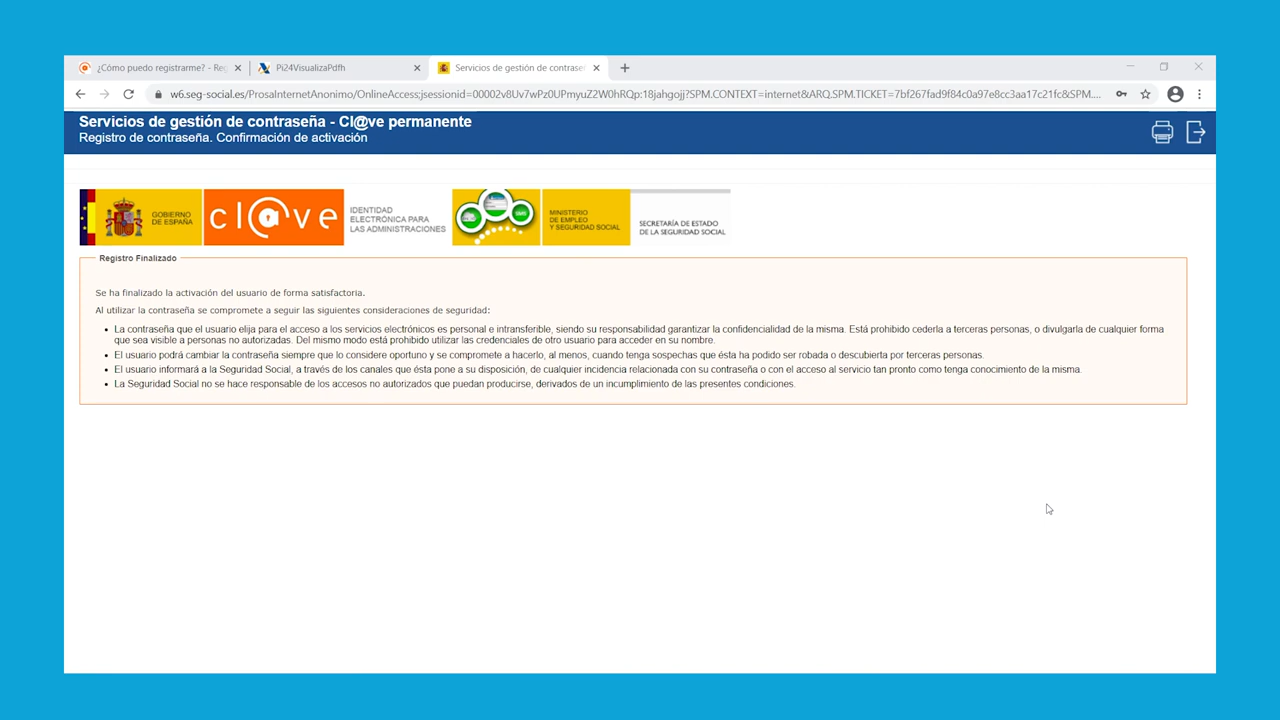 ¿Cómo puedo registrarme? - Reg
Pi24VisualizaPdfh
Servicios de gestión de contraseñ
w6.seg-social.es/ProsaInternetAnonimo/OnlineAccess;jsessionid=00002v8Uv7wPz0UPmyuZ2W0hRQp:18jahgojj?SPM.CONTEXT=internet&ARQ.SPM.TICKET=7bf267fad9f84c0a97e8cc3aa17c21fc&SPM....
Servicios de gestión de contraseña - Cl@ve permanente
Registro de contraseña. Confirmación de activación
GOBIERNO
DE ESPAÑA
cl@ve
IDENTIDAD
ELECTRÓNICA PARA
LAS ADMINISTRACIONES
MINISTERIO
DE EMPLEO
Y SEGURIDAD SOCIAL
SECRETARÍA DE ESTADO
DE LA SEGURIDAD SOCIAL
Registro Finalizado
Se ha finalizado la activación del usuario de forma satisfactoria.
Al utilizar la contraseña se compromete a seguir las siguientes consideraciones de seguridad:
• La contraseña que el usuario elija para el acceso a los servicios electrónicos es personal e intransferible, siendo su responsabilidad garantizar la confidencialidad de la misma. Está prohibido cederla a terceras personas, o divulgarla de cualquier forma
que sea visible a personas no autorizadas. Del mismo modo está prohibido utilizar las credenciales de otro usuario para acceder en su nombre.
• El usuario podrá cambiar la contraseña siempre que lo considere oportuno y se compromete a hacerlo, al menos, cuando tenga sospechas que ésta ha podido ser robada o descubierta por terceras personas.
• El usuario informará a la Seguridad Social, a través de los canales que ésta pone a su disposición, de cualquier incidencia relacionada con su contraseña o con el acceso al servicio tan pronto como tenga conocimiento de la misma.
• La Seguridad Social no se hace responsable de los accesos no autorizados que puedan producirse, derivados de un incumplimiento de las presentes condiciones.